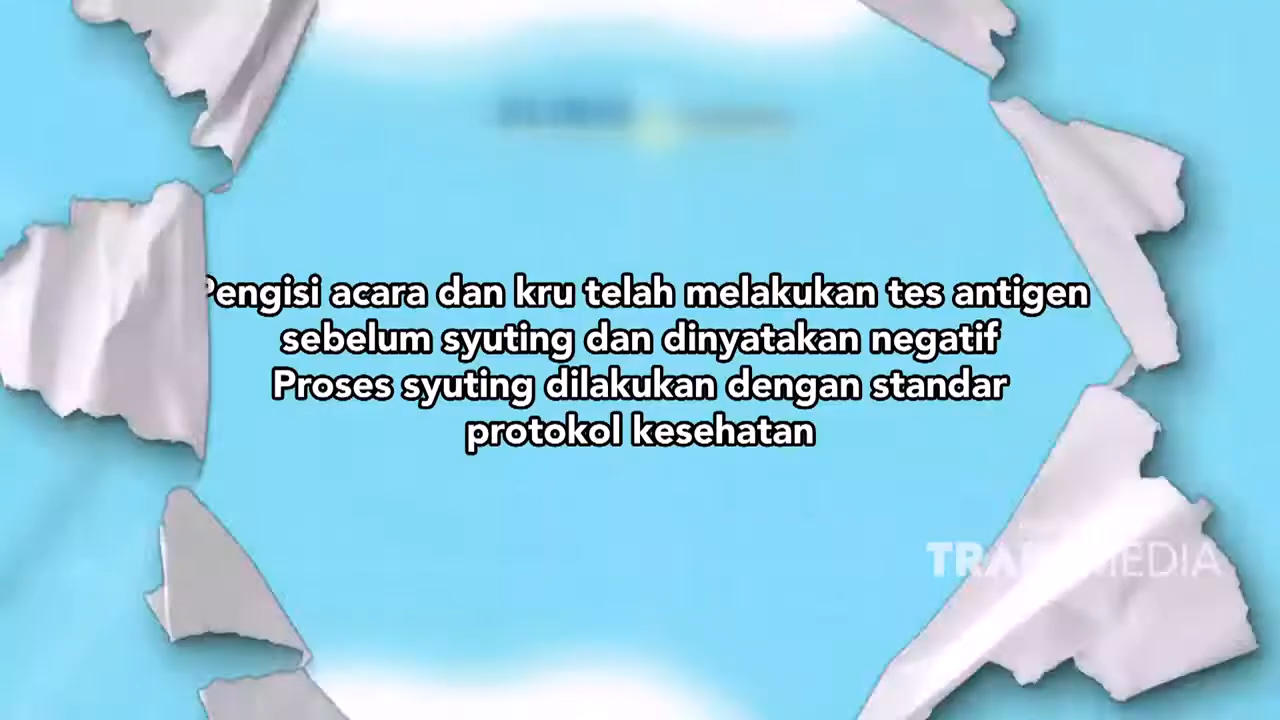 Pengisi acara dan kru telah melakukan tes antigen
sebelum syuting dan dinyatakan negatif
Proses syuting dilakukan dengan standar
protokol kesehatan